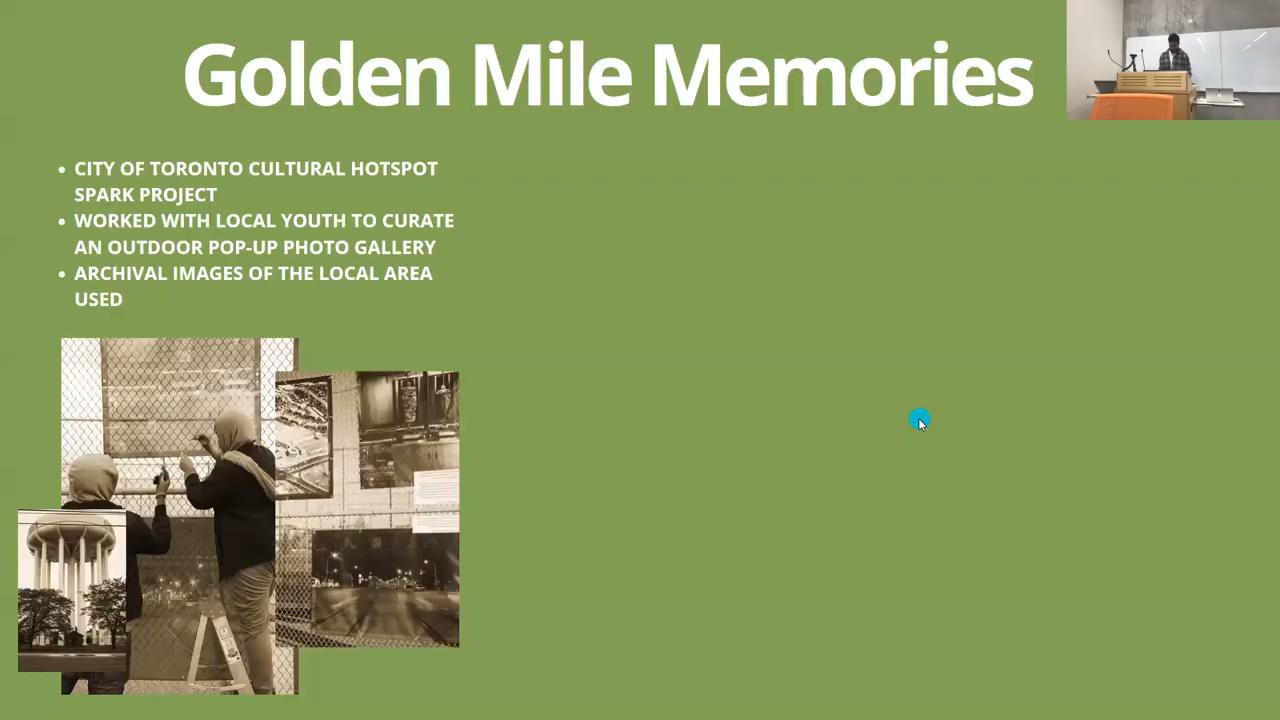 Golden Mile Memories
• CITY OF TORONTO CULTURAL HOTSPOT
SPARK PROJECT
• WORKED WITH LOCAL YOUTH TO CURATE
AN OUTDOOR POP-UP PHOTO GALLERY
• ARCHIVAL IMAGES OF THE LOCAL AREA
USED